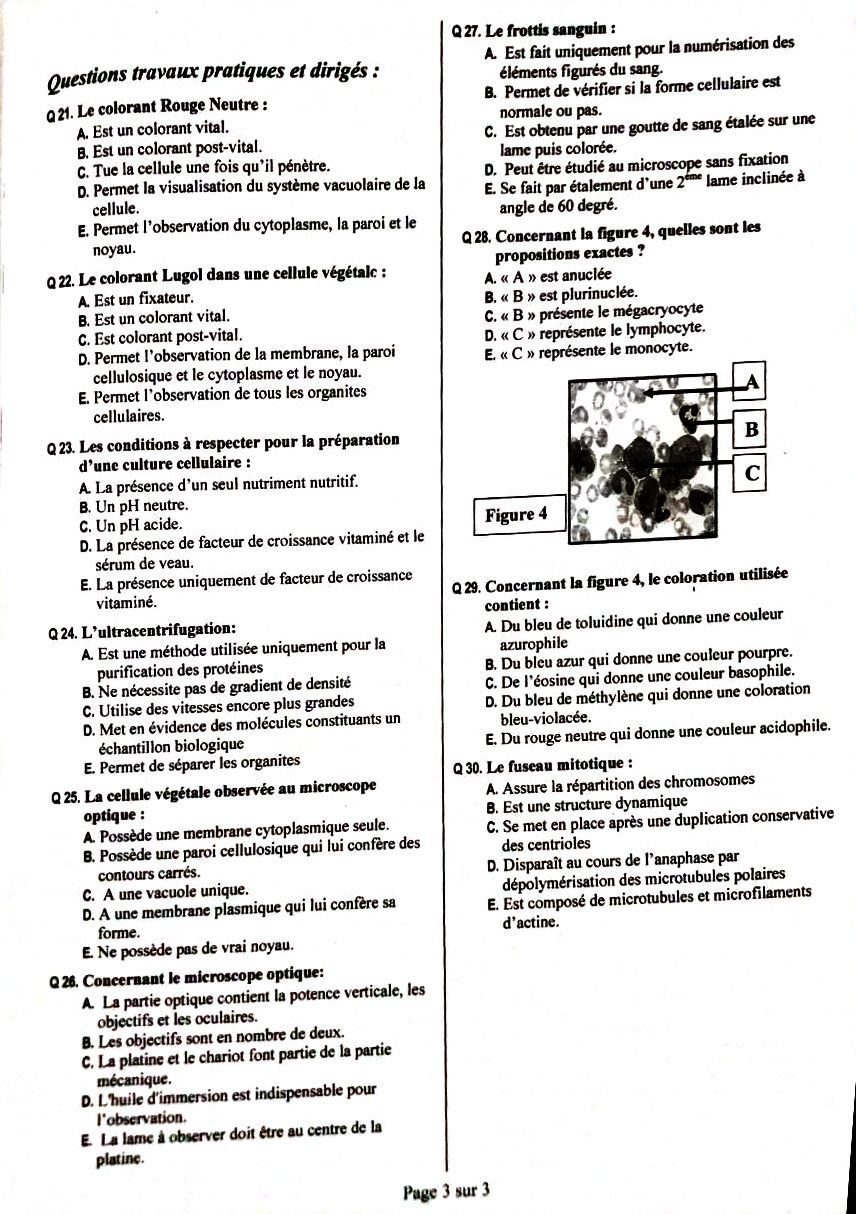 Questions travaux pratiques et dirigés :
Q 21. Le colorant Rouge Neutre :
A. Est un colorant vital.
B. Est un colorant post-vital.
C. Tue la cellule une fois qu'il pénètre.
D. Permet la visualisation du système vacuolaire de la
cellule.
E. Permet l'observation du cytoplasme, la paroi et le
noyau.
Q 22. Le colorant Lugol dans une cellule végétale :
A. Est un fixateur.
B. Est un colorant vital.
C. Est colorant post-vital.
D. Permet l'observation de la membrane, la paroi
cellulosique et le cytoplasme et le noyau.
E. Permet l'observation de tous les organites
cellulaires.
Q 23. Les conditions à respecter pour la préparation
d'une culture cellulaire :
A. La présence d'un seul nutriment nutritif.
B. Un pH neutre.
C. Un pH acide.
D. La présence de facteur de croissance vitaminé et le
sérum de veau.
E. La présence uniquement de facteur de croissance
vitaminé.
Q 24. L'ultracentrifugation:
A. Est une méthode utilisée uniquement pour la
purification des protéines
B. Ne nécessite pas de gradient de densité
C. Utilise des vitesses encore plus grandes
D. Met en évidence des molécules constituants un
échantillon biologique
E. Permet de séparer les organites
Q 25. La cellule végétale observée au microscope
optique :
A. Possède une membrane cytoplasmique seule.
B. Possède une paroi cellulosique qui lui confère des
contours carrés.
C. A une vacuole unique.
D. A une membrane plasmique qui lui confère sa
forme.
E. Ne possède pas de vrai noyau.
Q 26. Concernant le microscope optique:
A. La partie optique contient la potence verticale, les
objectifs et les oculaires.
B. Les objectifs sont en nombre de deux.
C. La platine et le chariot font partie de la partie
mécanique.
D. L'huile d'immersion est indispensable pour
l'observation.
E. La lame à observer doit être au centre de la
platine.
Q 27. Le frottis sanguin :
A. Est fait uniquement pour la numérisation des
éléments figurés du sang.
B. Permet de vérifier si la forme cellulaire est
normale ou pas.
C. Est obtenu par une goutte de sang étalée sur une
lame puis colorée.
D. Peut être étudié au microscope sans fixation
E. Se fait par étalement d'une 2ème lame inclinée à
angle de 60 degré.
Q 28. Concernant la figure 4, quelles sont les
propositions exactes ?
A. « A » est anuclée
B. « B » est plurinuclée.
C. « B » présente le mégacryocyte
D. « C » représente le lymphocyte.
E. « C » représente le monocyte.
A
B
C
Figure 4
Q 29. Concernant la figure 4, le coloration utilisée
contient :
A. Du bleu de toluidine qui donne une couleur
azurophile
B. Du bleu azur qui donne une couleur pourpre.
C. De l'éosine qui donne une couleur basophile.
D. Du bleu de méthylène qui donne une coloration
bleu-violacée.
E. Du rouge neutre qui donne une couleur acidophile.
Q 30. Le fuseau mitotique :
A. Assure la répartition des chromosomes
B. Est une structure dynamique
C. Se met en place après une duplication conservative
des centrioles
D. Disparaît au cours de l'anaphase par
dépolymérisation des microtubules polaires
E. Est composé de microtubules et microfilaments
d'actine.
Page 3 sur 3